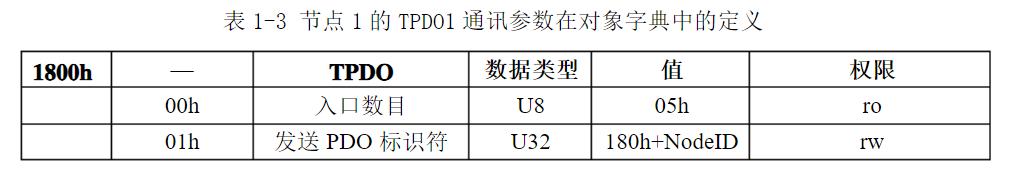 表 1-3 节点 1 的 TPDO1 通讯参数在对象字典中的定义
1800h — TPDO 数据类型 值 权限
00h 入口数目 U8 05h ro
01h 发送 PDO 标识符 U32 180h+NodeID rw